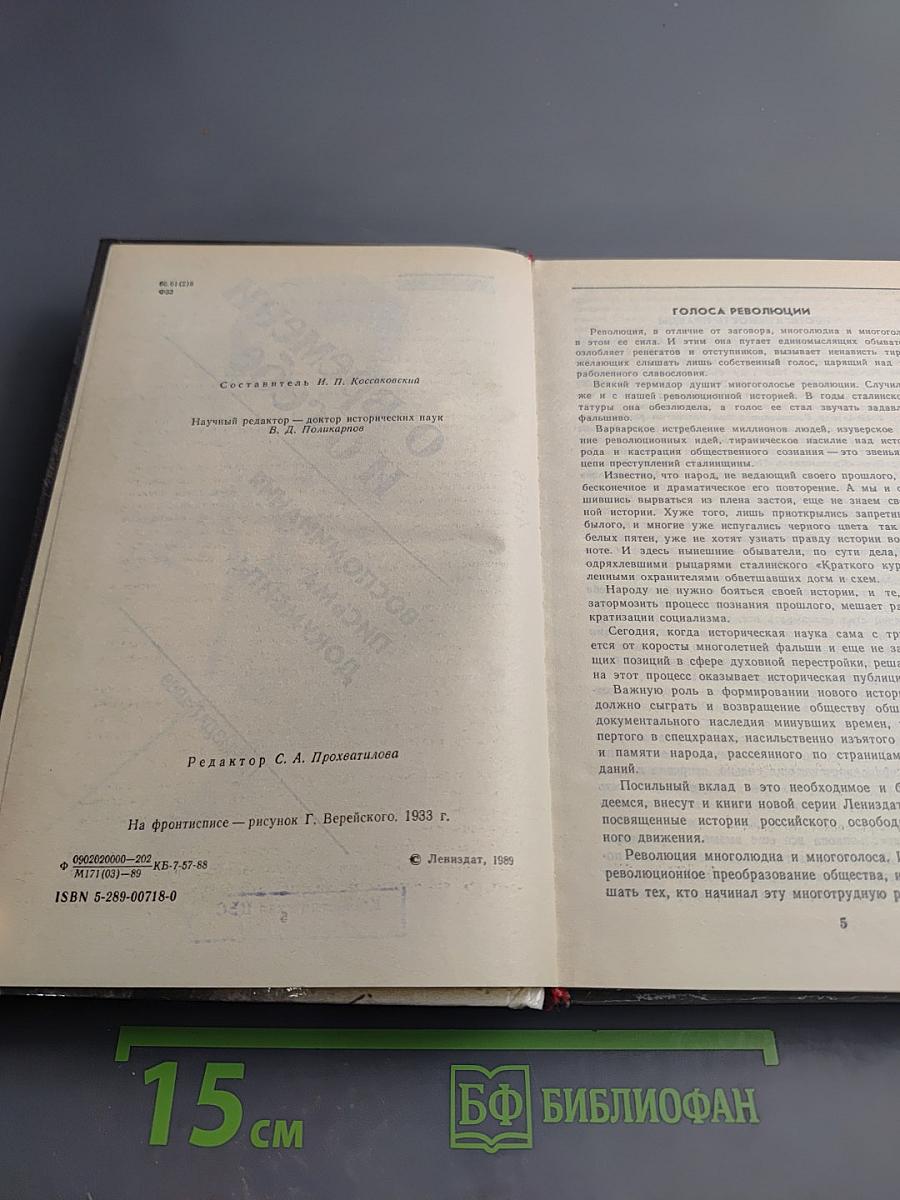 66.61(2)8
Ф32
Составитель И. П. Коссаковский
Научный редактор — доктор исторических наук
В. Д. Поликарпов
Редактор С. А. Прохватилова
На фронтисписе — рисунок Г. Верейского. 1933 г.
Ф 0902020000—202 КБ-7-57-88
М171(03)—89
© Лениздат, 1989
ISBN 5-289-00718-0
ГОЛОСА РЕВОЛЮЦИИ
Революция, в отличие от заговора, многолюдна и многогол
в этом ее сила. И этим она пугает единомыслящих обывате
озлобляет ренегатов и отступников, вызывает ненависть тир
желающих слышать лишь собственный голос, царящий над
раболенного славословия.
Всякий термидор душит многоголосье революции. Случил
же и с нашей революционной историей. В годы сталинско
татуры она обезлюдела, а голос ее стал звучать задавл
фальшиво.
Варварское истребление миллионов людей, изуверское
ние революционных идей, тираническое насилие над исто
рода и кастрация общественного сознания — это звенья
цепи преступлений сталинщины.
Известно, что народ, не ведающий своего прошлого,
бесконечное и драматическое его повторение. А мы и с
шившись вырваться из плена застоя, еще не знаем св
ной истории. Хуже того, лишь приоткрылись запретны
былого, и многие уже испугались черного цвета так
белых пятен, уже не хотят узнать правду истории во
ноте. И здесь нынешние обыватели, по сути дела,
одряхлевшими рыцарями сталинского «Краткого кур
ленными охранителями обветшавших догм и схем.
Народу не нужно бояться своей истории, и те,
затормозить процесс познания прошлого, мешает ра
кратизации социализма.
Сегодня, когда историческая наука сама с тру
ется от коросты многолетней фальши и еще не за
щих позиций в сфере духовной перестройки, реша
на этот процесс оказывает историческая публици
Важную роль в формировании нового истори
должно сыграть и возвращение обществу общ
документального наследия минувших времен,
пертого в спецхранах, насильственно изъятого
и памяти народа, рассеянного по страницам
даний.
Посильный вклад в это необходимое и б
деемся, внесут и книги новой серии Лениздат
посвященные истории российского освобод
ного движения.
Революция многолюдна и многоголоса. И
революционное преобразование общества, н
шать тех, кто начинал эту многотрудную р
5
15 см
БФ БИБЛИОФАН